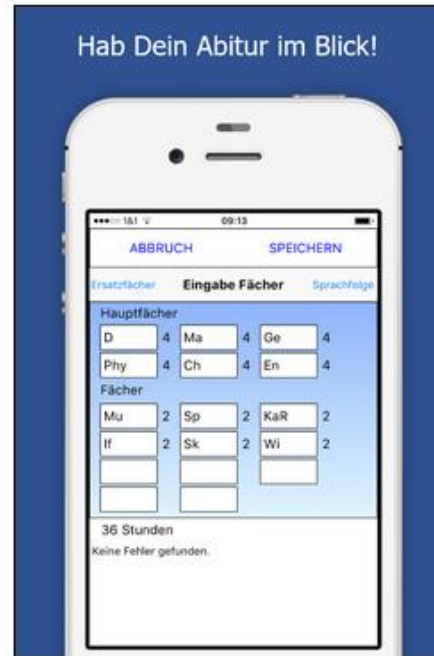 Hab Dein Abitur im Blick!
1&1 09:13
ABBRUCH SPEICHERN
Ersatzfächer Eingabe Fächer Sprachfolge
Hauptfächer
D 4 Ma 4 Ge 4
Phy 4 Ch 4 En 4
Fächer
Mu 2 Sp 2 KaR 2
If 2 Sk 2 Wi 2
36 Stunden
Keine Fehler gefunden.